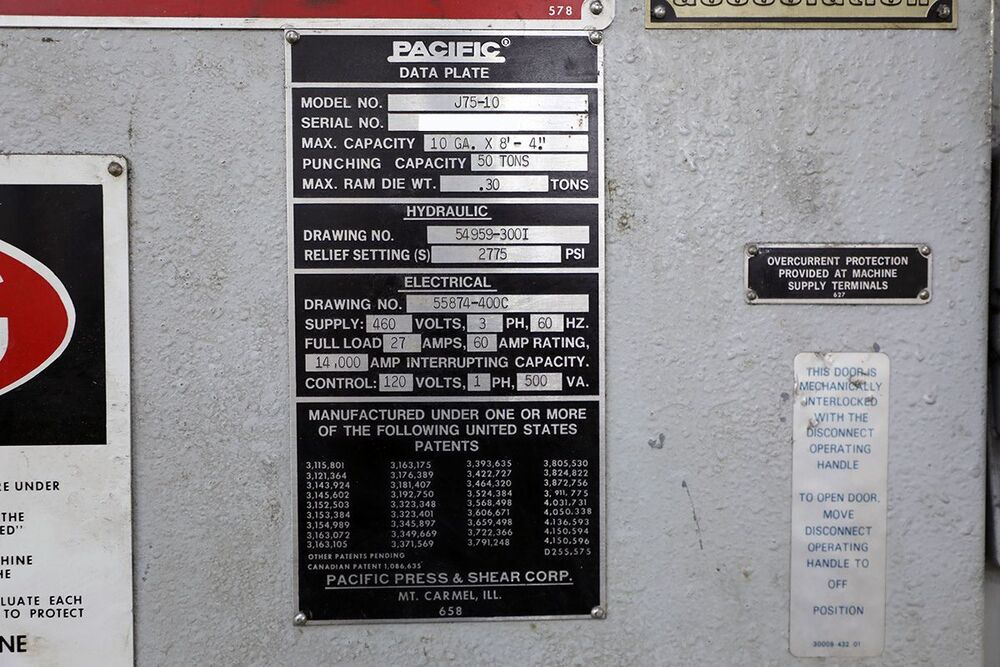 578
association
PACIFIC®
DATA PLATE
MODEL NO. J75-10
SERIAL NO.
MAX. CAPACITY 10 GA. X 8'- 4"
PUNCHING CAPACITY 50 TONS
MAX. RAM DIE WT. .30 TONS
HYDRAULIC
DRAWING NO. 54959-300I
RELIEF SETTING (S) 2775 PSI
ELECTRICAL
DRAWING NO. 55874-400C
SUPPLY: 460 VOLTS, 3 PH, 60 HZ.
FULL LOAD 27 AMPS, 60 AMP RATING,
14,000 AMP INTERRUPTING CAPACITY.
CONTROL: 120 VOLTS, 1 PH, 500 VA.
MANUFACTURED UNDER ONE OR MORE
OF THE FOLLOWING UNITED STATES
PATENTS
3,115,801 3,163,175 3,393,635 3,805,530
3,121,364 3,176,389 3,422,727 3,824,822
3,143,924 3,181,407 3,464,320 3,872,756
3,145,602 3,192,750 3,524,384 3,911,775
3,152,503 3,323,348 3,568,498 4,031,731
3,153,384 3,323,401 3,606,671 4,050,338
3,154,989 3,345,897 3,659,498 4,136,593
3,163,072 3,349,669 3,722,366 4,150,594
3,163,105 3,371,569 3,791,248 4,150,596
D255,575
OTHER PATENTS PENDING
CANADIAN PATENT 1,086,635
PACIFIC PRESS & SHEAR CORP.
MT. CARMEL, ILL.
658
RE UNDER
THE
ED"
HINE
HE
LUATE EACH
TO PROTECT
NE
OVERCURRENT PROTECTION
PROVIDED AT MACHINE
SUPPLY TERMINALS
627
THIS DOOR IS
MECHANICALLY
INTERLOCKED
WITH THE
DISCONNECT
OPERATING
HANDLE
TO OPEN DOOR,
MOVE
DISCONNECT
OPERATING
HANDLE TO
OFF
POSITION
30009 432 01